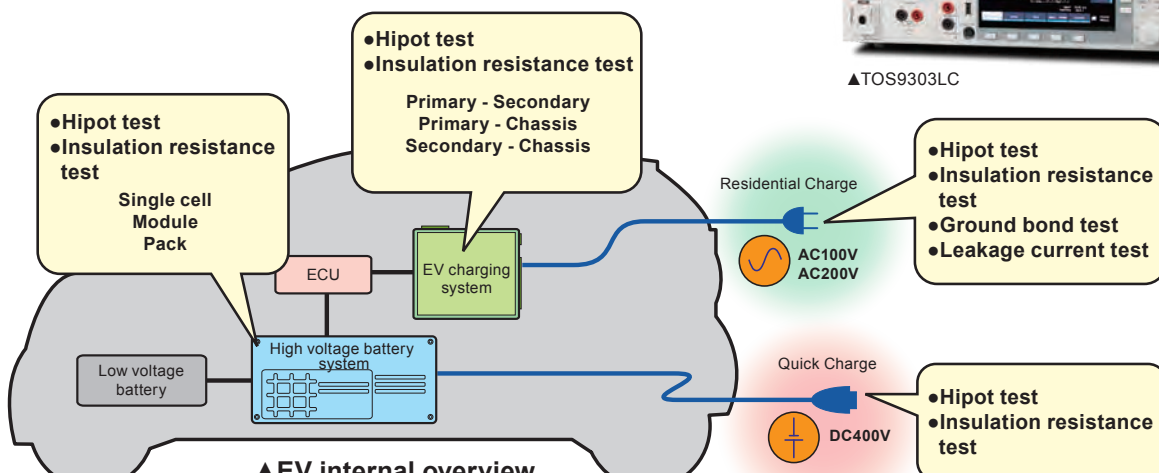 ●Hipot test
●Insulation resistance test
Primary - Secondary
Primary - Chassis
Secondary - Chassis
▲TOS9303LC
●Hipot test
●Insulation resistance
test
Single cell
Module
Pack
Residential Charge
AC100V
AC200V
●Hipot test
●Insulation resistance
test
●Ground bond test
●Leakage current test
ECU
EV charging
system
High voltage battery
system
Low voltage
battery
Quick Charge
DC400V
●Hipot test
●Insulation resistance
test
▲EV internal overview